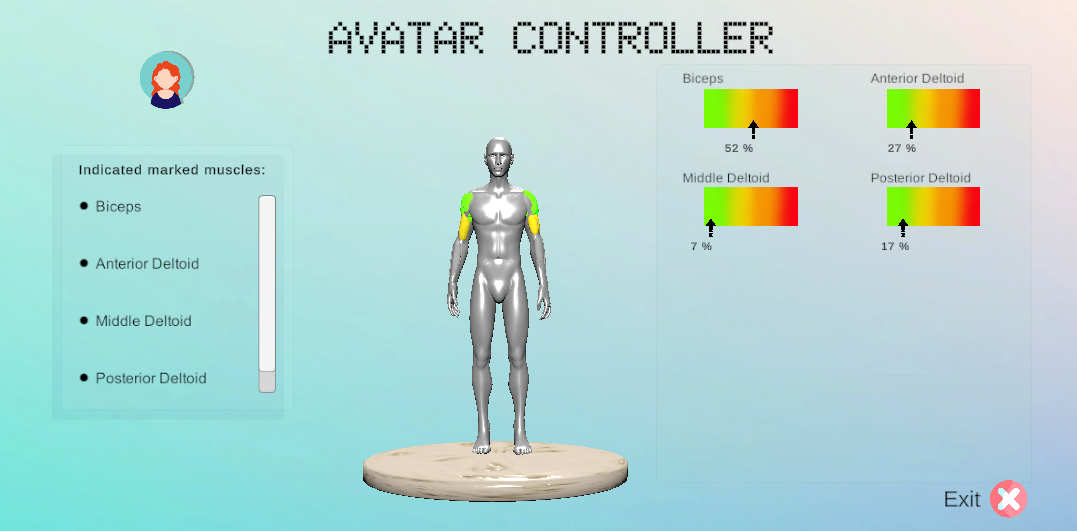 AVATAR CONTROLLER
Indicated marked muscles:
Biceps
Anterior Deltoid
Middle Deltoid
Posterior Deltoid
Biceps
52 %
Anterior Deltoid
27 %
Middle Deltoid
7 %
Posterior Deltoid
17 %
Exit